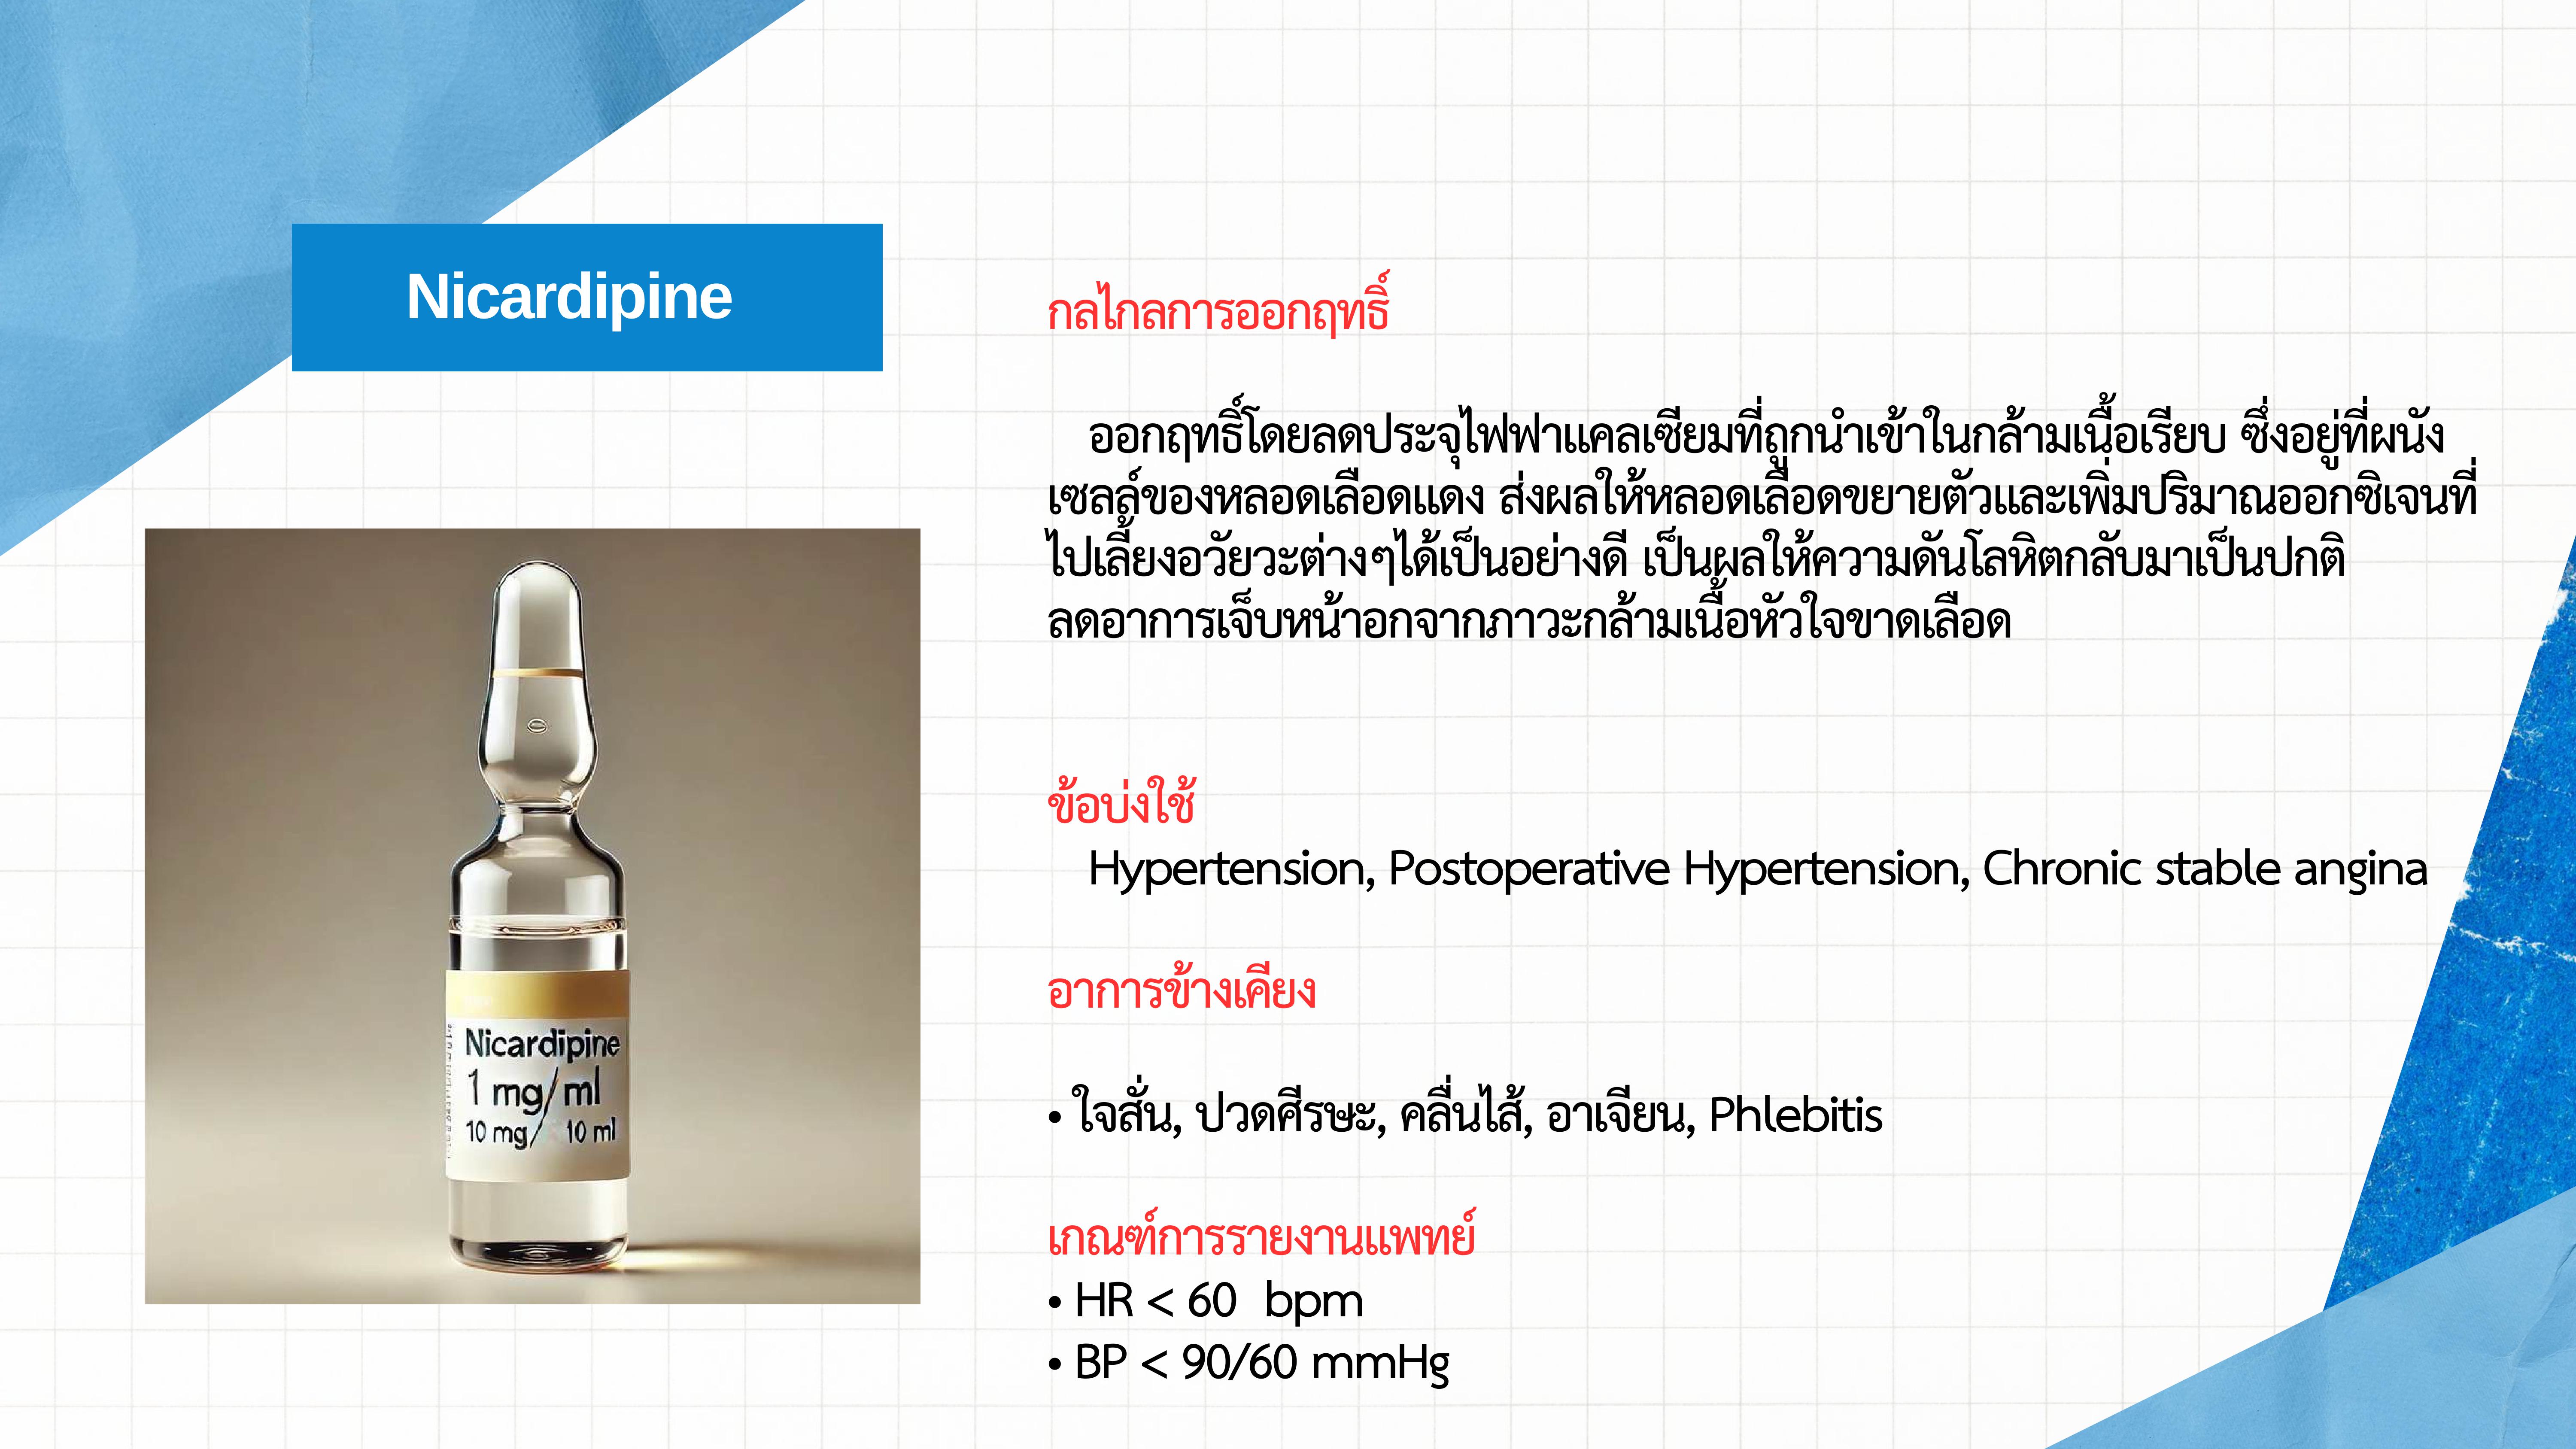 Nicardipine
กลไกลการออกฤทธิ์
ออกฤทธิ์โดยลดประจุไฟฟาแคลเซียมที่ถูกนำเข้าในกล้ามเนื้อเรียบ ซึ่งอยู่ที่ผนัง
เซลล์ของหลอดเลือดแดง ส่งผลให้หลอดเลือดขยายตัวและเพิ่มปริมาณออกซิเจนที่
ไปเลี้ยงอวัยวะต่างๆได้เป็นอย่างดี เป็นผลให้ความดันโลหิตกลับมาเป็นปกติ
ลดอาการเจ็บหน้าอกจากภาวะกล้ามเนื้อหัวใจขาดเลือด
ข้อบ่งใช้
Hypertension, Postoperative Hypertension, Chronic stable angina
อาการข้างเคียง
• ใจสั่น, ปวดศีรษะ, คลื่นไส้, อาเจียน, Phlebitis
เกณฑ์การรายงานแพทย์
• HR < 60 bpm
• BP < 90/60 mmHg
Nicardipine
1 mg/ml
10 mg/ 10 ml